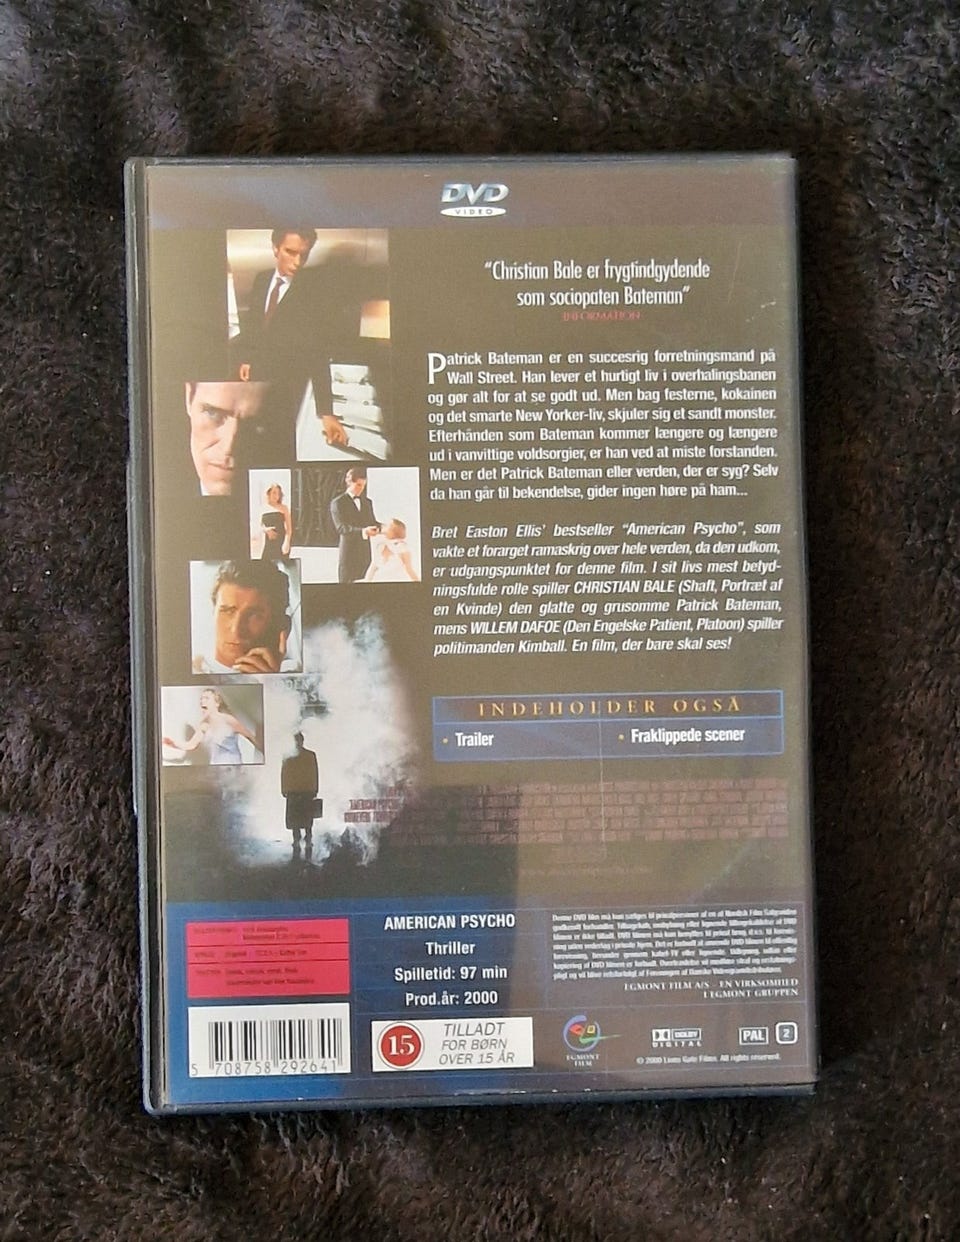 DVD
VIDEO
"Christian Bale er frygtindgydende
som sociopaten Bateman"
INFORMATION
Patrick Bateman er en succesrig forretningsmand på
Wall Street. Han lever et hurtigt liv i overhalingsbanen
og gør alt for at se godt ud. Men bag festerne, kokainen
og det smarte New Yorker-liv, skjuler sig et sandt monster.
Efterhånden som Bateman kommer længere og længere
ud i vanvittige voldsorgier, er han ved at miste forstanden.
Men er det Patrick Bateman eller verden, der er syg? Selv
da han går til bekendelse, gider ingen høre på ham...
Bret Easton Ellis' bestseller "American Psycho", som
vakte et forarget ramaskrig over hele verden, da den udkom,
er udgangspunktet for denne film. I sit livs mest betyd-
ningsfulde rolle spiller CHRISTIAN BALE (Shaft, Portræt af
en Kvinde) den glatte og grusomme Patrick Bateman,
mens WILLEM DAFOE (Den Engelske Patient, Platoon) spiller
politimanden Kimball. En film, der bare skal ses!
INDEHOLDER OGSÅ
• Trailer
• Fraklippede scener
AMERICAN PSYCHO
Thriller
Spilletid: 97 min
Prod.år: 2000
EGMONT FILM A/S - EN VIRKSOMHED
I EGMONT GRUPPEN
5 708758 292641
15
TILLADT
FOR BØRN
OVER 15 ÅR
EGMONT
FILM
DOLBY
DIGITAL
PAL
2
© 2000 Lions Gate Films. All rights reserved.